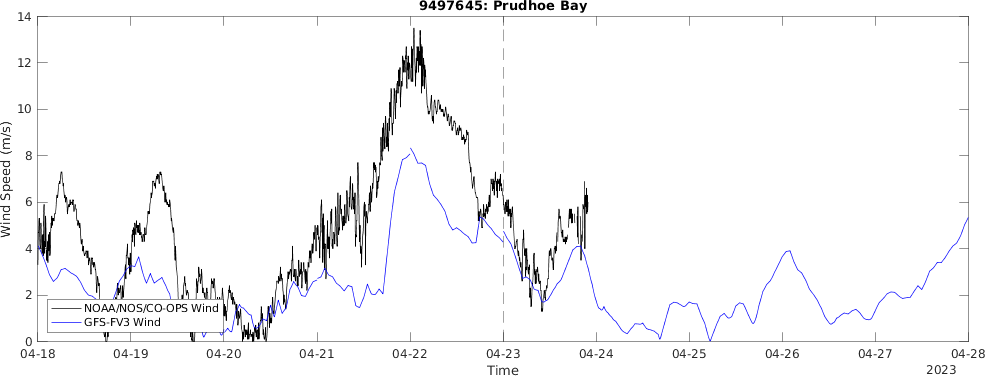 9497645: Prudhoe Bay
Wind Speed (m/s)
14
12
10
8
6
4
2
0
NOAA/NOS/CO-OPS Wind
GFS-FV3 Wind
04-18 04-19 04-20 04-21 04-22 04-23 04-24 04-25 04-26 04-27 04-28
Time
2023